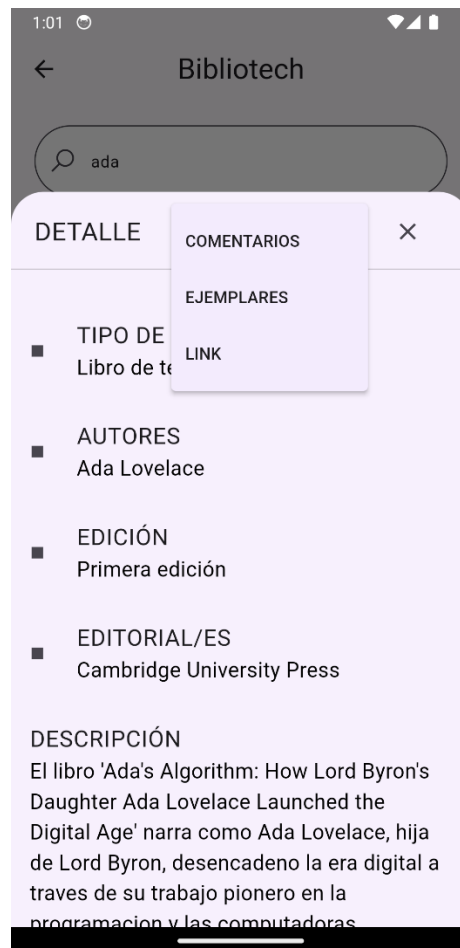 1:01
Bibliotech
ada
DETALLE
COMENTARIOS
EJEMPLARES
LINK
TIPO DE
Libro de te
AUTORES
Ada Lovelace
EDICIÓN
Primera edición
EDITORIAL/ES
Cambridge University Press
DESCRIPCIÓN
El libro 'Ada's Algorithm: How Lord Byron's
Daughter Ada Lovelace Launched the
Digital Age' narra como Ada Lovelace, hija
de Lord Byron, desencadeno la era digital a
traves de su trabajo pionero en la
programacion y las computadoras